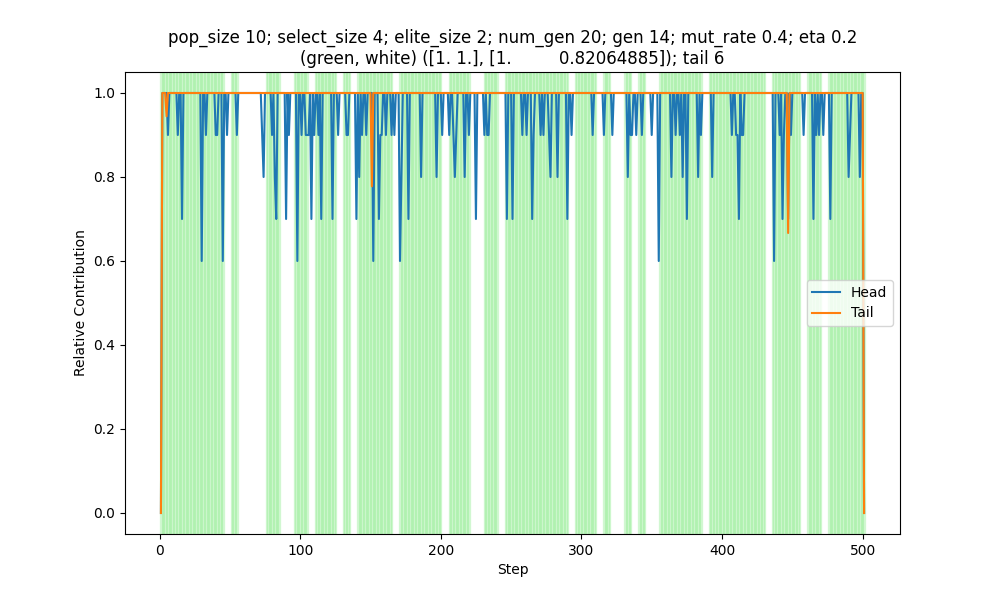 pop_size 10; select_size 4; elite_size 2; num_gen 20; gen 14; mut_rate 0.4; eta 0.2
(green, white) ([1. 1.], [1.         0.82064885]); tail 6
1.0
0.8
0.6
0.4
0.2
0.0
Relative Contribution
Head
Tail
0
100
200
300
400
500
Step